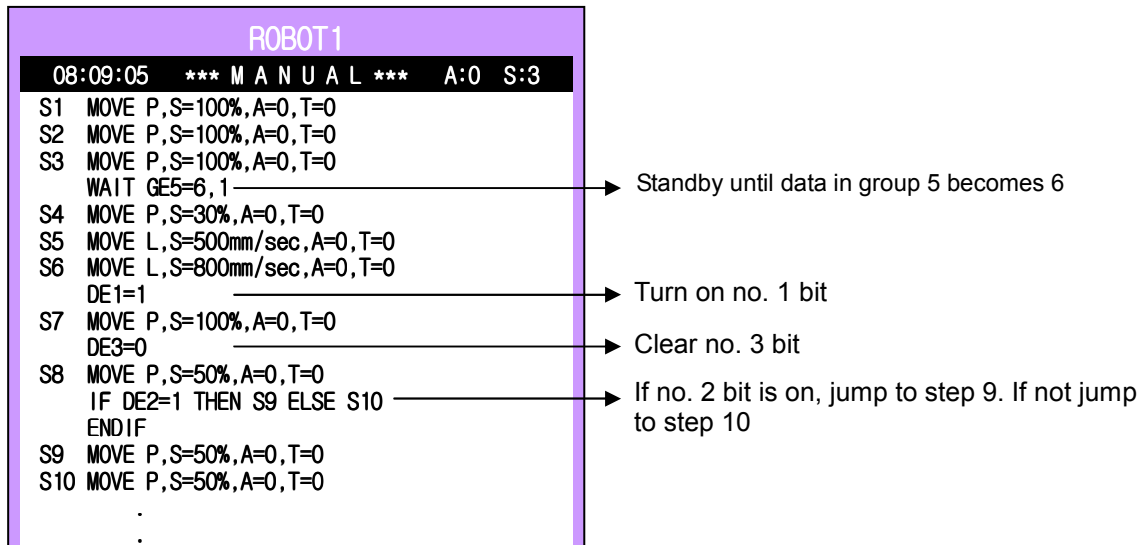 ROBOT1
08:09:05 *** M A N U A L *** A:0 S:3
S1 MOVE P,S=100%,A=0,T=0
S2 MOVE P,S=100%,A=0,T=0
S3 MOVE P,S=100%,A=0,T=0
WAIT GE5=6,1
Standby until data in group 5 becomes 6
S4 MOVE P,S=30%,A=0,T=0
S5 MOVE L,S=500mm/sec,A=0,T=0
S6 MOVE L,S=800mm/sec,A=0,T=0
DE1=1
Turn on no. 1 bit
S7 MOVE P,S=100%,A=0,T=0
DE3=0
Clear no. 3 bit
S8 MOVE P,S=50%,A=0,T=0
IF DE2=1 THEN S9 ELSE S10
If no. 2 bit is on, jump to step 9. If not jump
to step 10
ENDIF
S9 MOVE P,S=50%,A=0,T=0
S10 MOVE P,S=50%,A=0,T=0
.
.